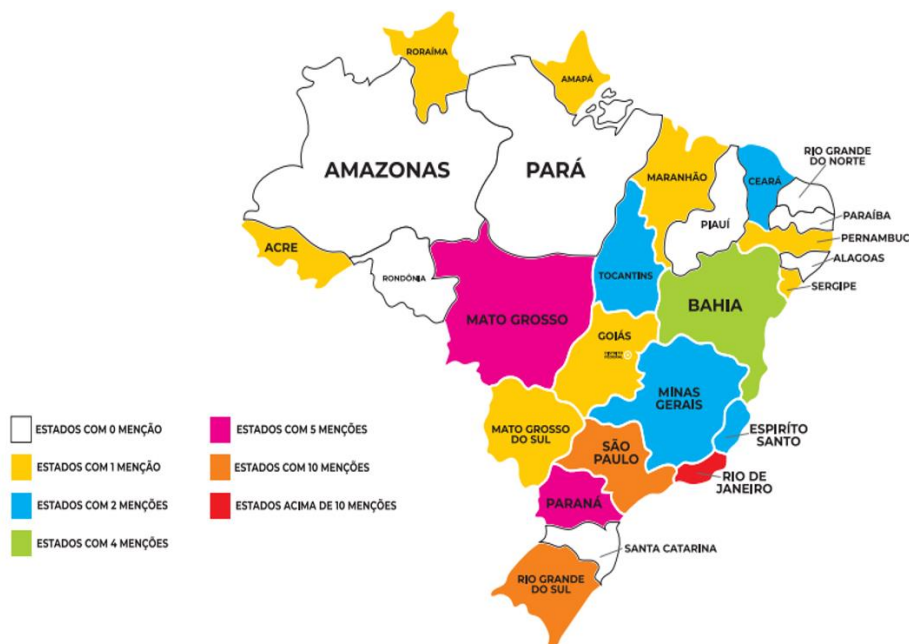 RORAÍMA
AMAPÁ
AMAZONAS
PARÁ
MARANHÃO
CEARÁ
RIO GRANDE
DO NORTE
PIAUÍ
PARAÍBA
PERNAMBUC
ALAGOAS
SERGIPE
ACRE
RONDÔNIA
TOCANTINS
BAHIA
MATO GROSSO
GOIÁS
MINAS
GERAIS
MATO GROSSO
DO SUL
ESPIRÍTO
SANTO
SÃO
PAULO
RIO DE
JANEIRO
PARANÁ
SANTA CATARINA
RIO GRANDE
DO SUL
ESTADOS COM 0 MENÇÃO
ESTADOS COM 1 MENÇÃO
ESTADOS COM 2 MENÇÕES
ESTADOS COM 4 MENÇÕES
ESTADOS COM 5 MENÇÕES
ESTADOS COM 10 MENÇÕES
ESTADOS ACIMA DE 10 MENÇÕES